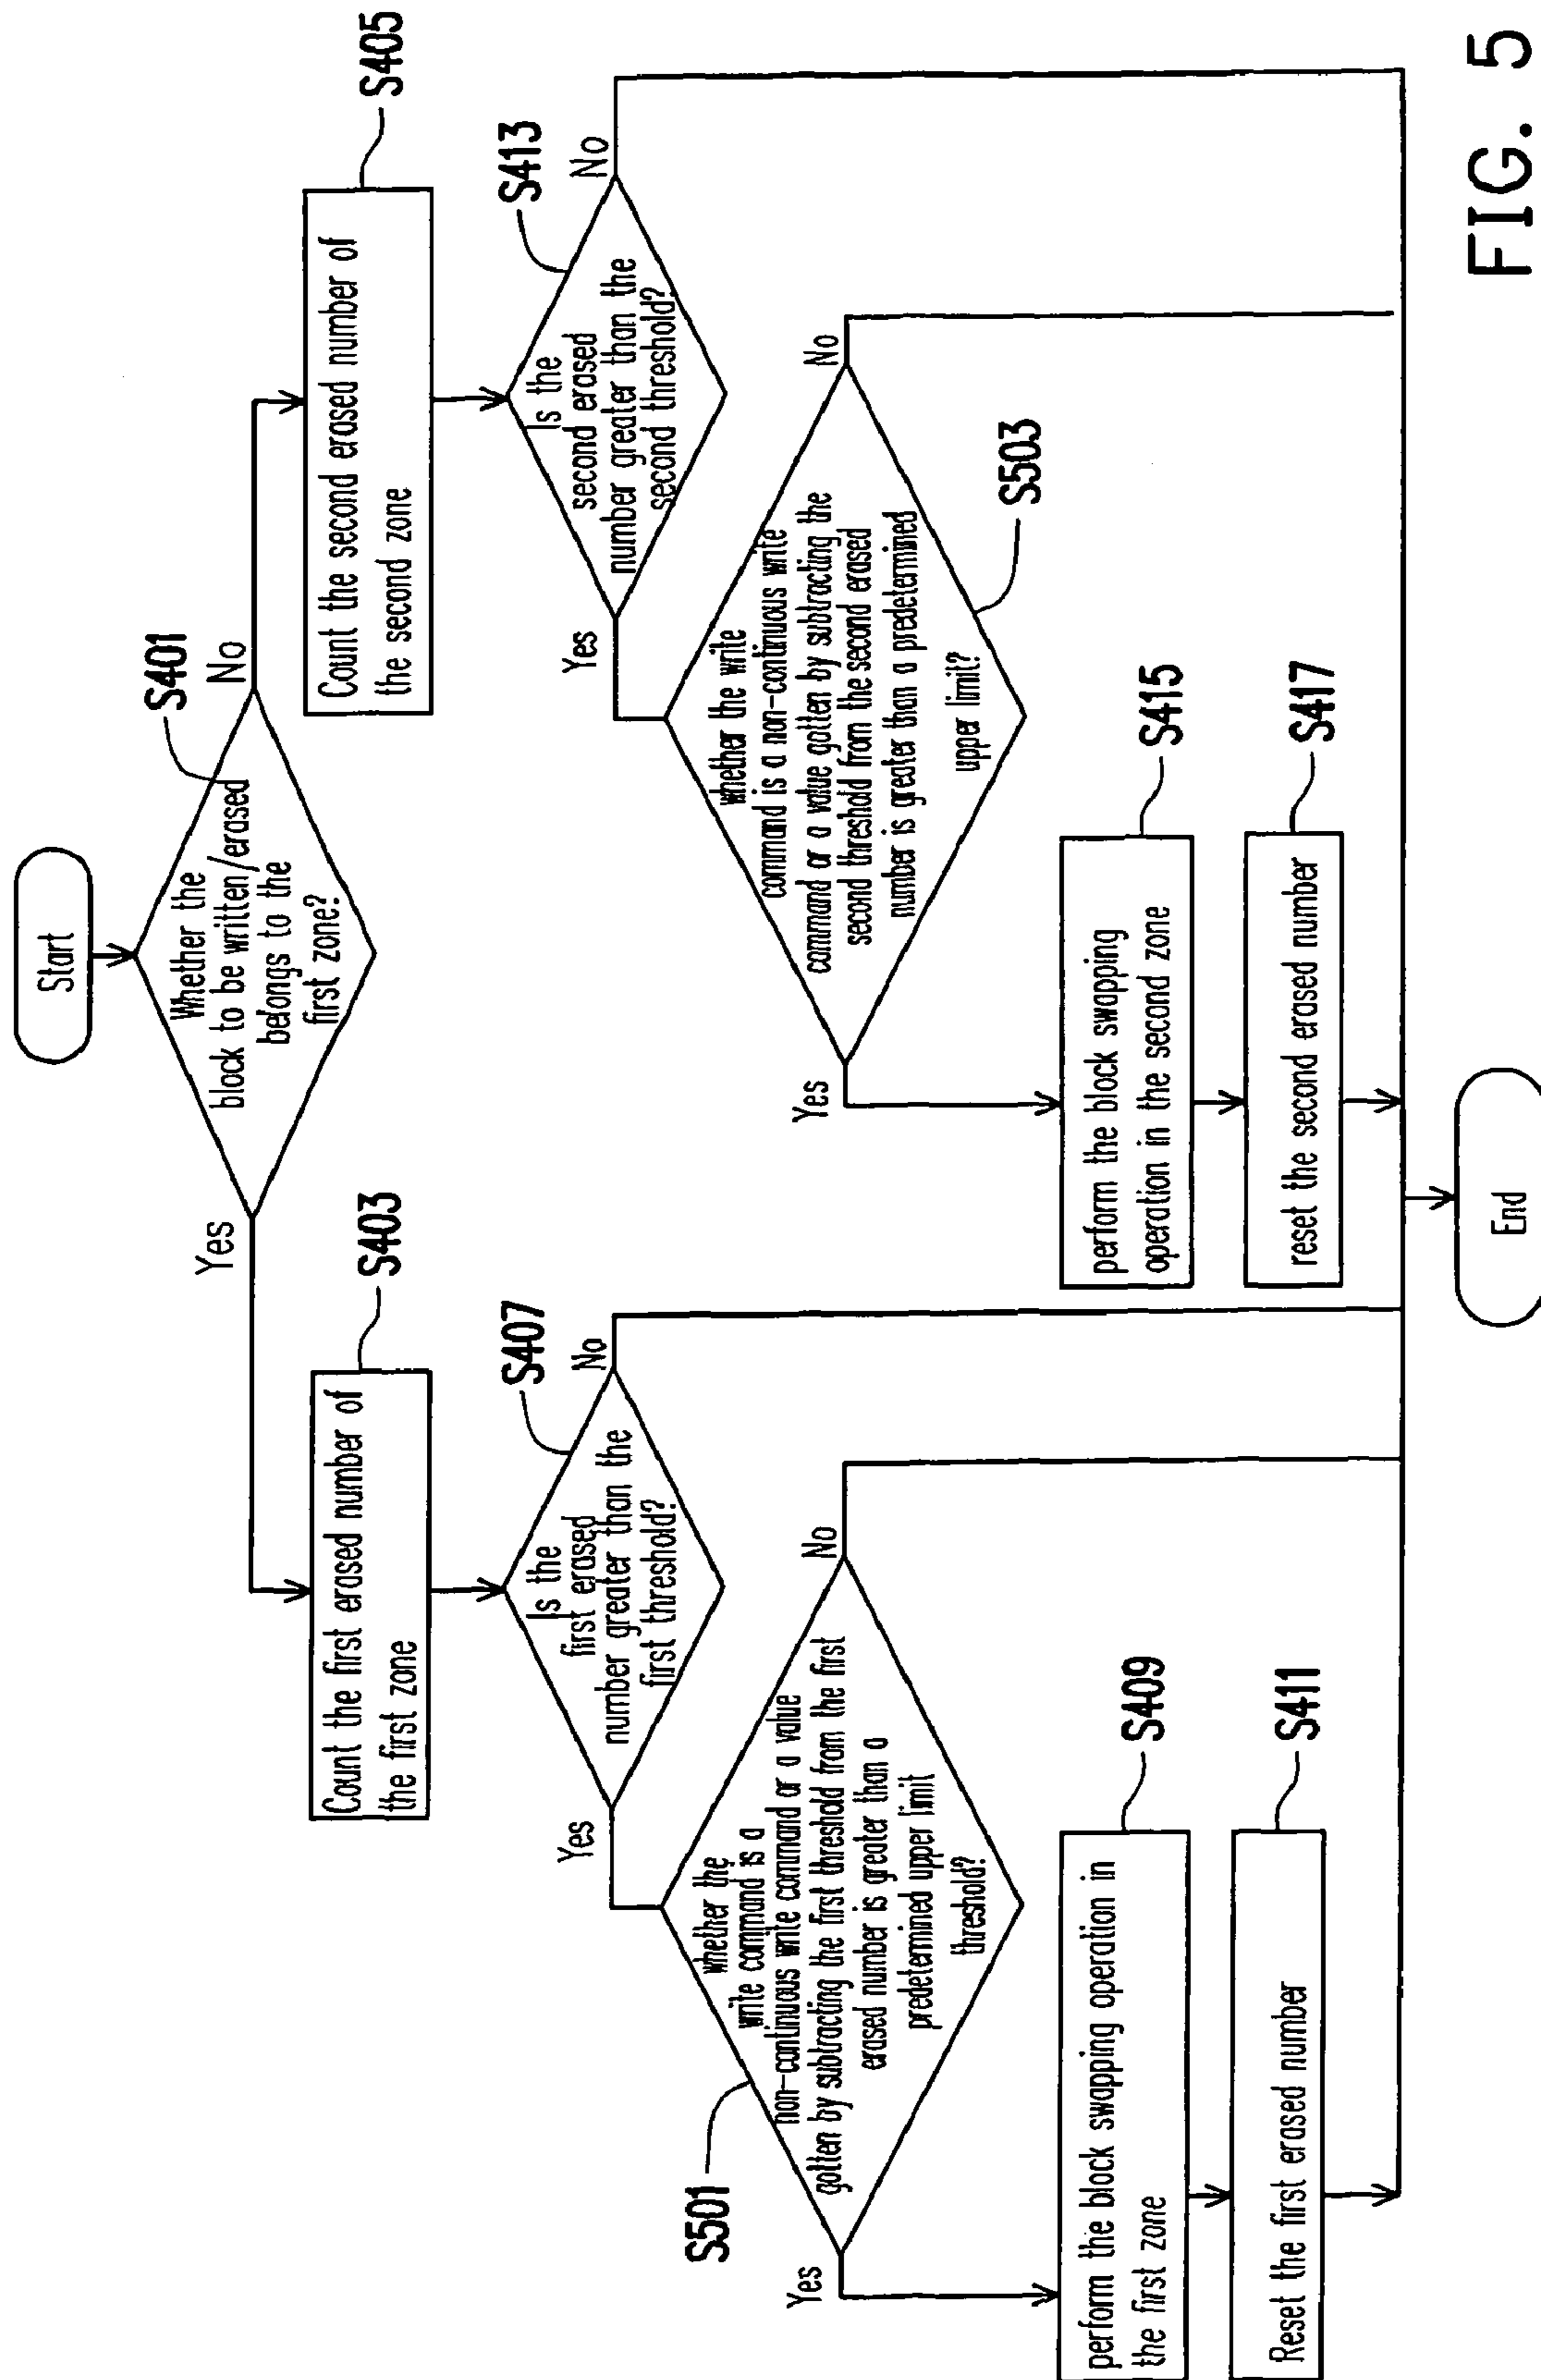 Start
Whether the
block to be written/erased
belongs to the
first zone?
S401
Yes
No
Count the first erased number of
the first zone
S403
Count the second erased number of
the second zone
S405
Is the
first erased
number greater than the
first threshold?
S407
Yes
No
Is the
second erased
number greater than the
second threshold?
S413
Yes
No
whether the
write command is a
non-continuous write command or a value
gotten by subtracting the first threshold from the first
erased number is greater than a
predetermined upper limit
threshold?
S501
Yes
No
whether the write
command is a non-continuous write
command or a value gotten by subtracting the
second threshold from the second erased
number is greater than a predetermined
upper limit?
S503
Yes
No
perform the block swapping operation in
the first zone
S409
Reset the first erased number
S411
perform the block swapping
operation in the second zone
S415
reset the second erased number
S417
End
FIG. 5